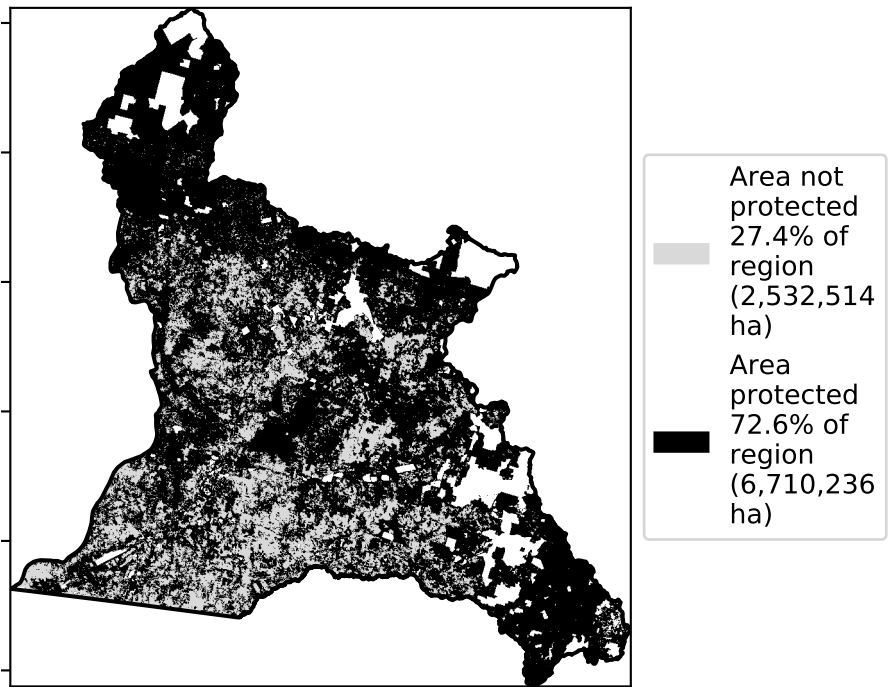 Area not
protected
27.4% of
region
(2,532,514
ha)
Area
protected
72.6% of
region
(6,710,236
ha)